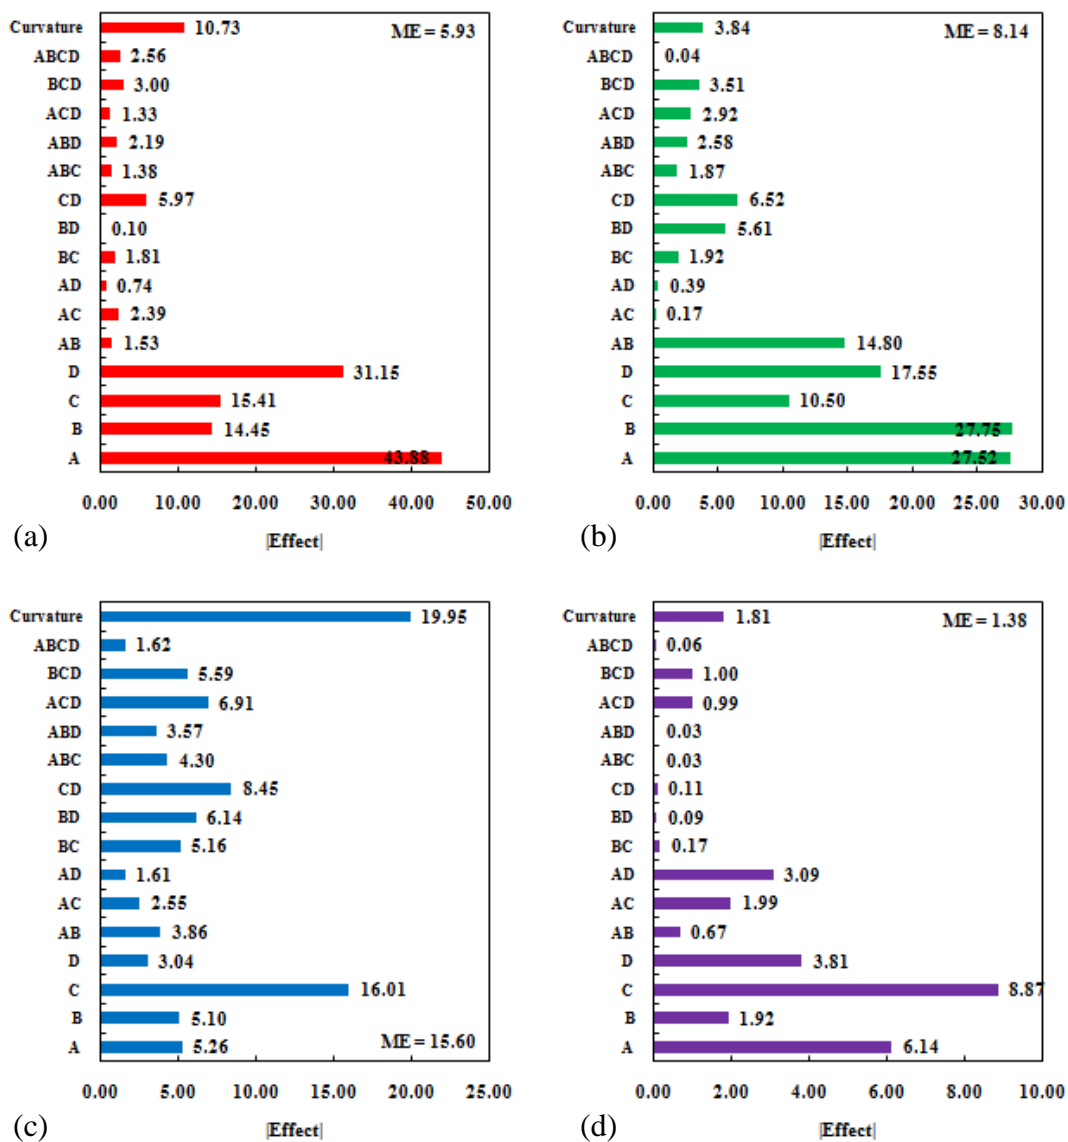 Curvature 10.73 ME = 5.93
ABCD 2.56
BCD 3.00
ACD 1.33
ABD 2.19
ABC 1.38
CD 5.97
BD 0.10
BC 1.81
AD 0.74
AC 2.39
AB 1.53
D 31.15
C 15.41
B 14.45
A 43.88
0.00 10.00 20.00 30.00 40.00 50.00
(a) |Effect|
Curvature 3.84 ME = 8.14
ABCD 0.04
BCD 3.51
ACD 2.92
ABD 2.58
ABC 1.87
CD 6.52
BD 5.61
BC 1.92
AD 0.39
AC 0.17
AB 14.80
D 17.55
C 10.50
B 27.75
A 27.52
0.00 5.00 10.00 15.00 20.00 25.00 30.00
(b) |Effect|
Curvature 19.95
ABCD 1.62
BCD 5.59
ACD 6.91
ABD 3.57
ABC 4.30
CD 8.45
BD 6.14
BC 5.16
AD 1.61
AC 2.55
AB 3.86
D 3.04
C 16.01
B 5.10
A 5.26 ME = 15.60
0.00 5.00 10.00 15.00 20.00 25.00
(c) |Effect|
Curvature 1.81 ME = 1.38
ABCD 0.06
BCD 1.00
ACD 0.99
ABD 0.03
ABC 0.03
CD 0.11
BD 0.09
BC 0.17
AD 3.09
AC 1.99
AB 0.67
D 3.81
C 8.87
B 1.92
A 6.14
0.00 2.00 4.00 6.00 8.00 10.00
(d) |Effect|